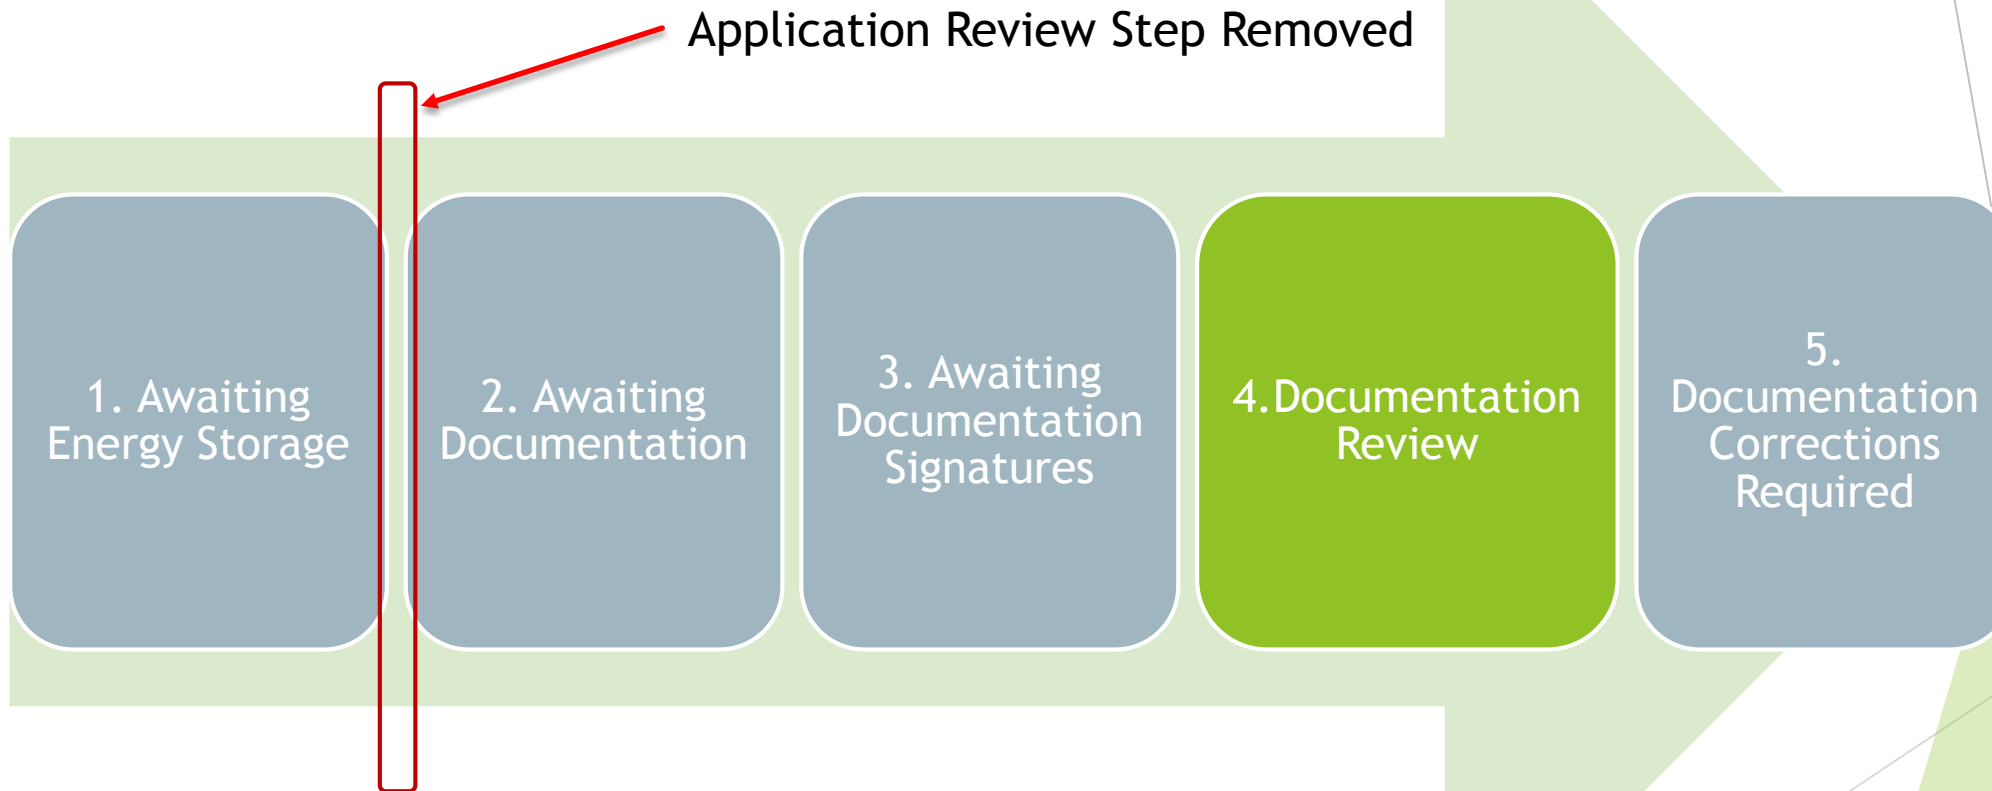 Application Review Step Removed
1. Awaiting
Energy Storage
2. Awaiting
Documentation
3. Awaiting
Documentation
Signatures
4.Documentation
Review
5.
Documentation
Corrections
Required